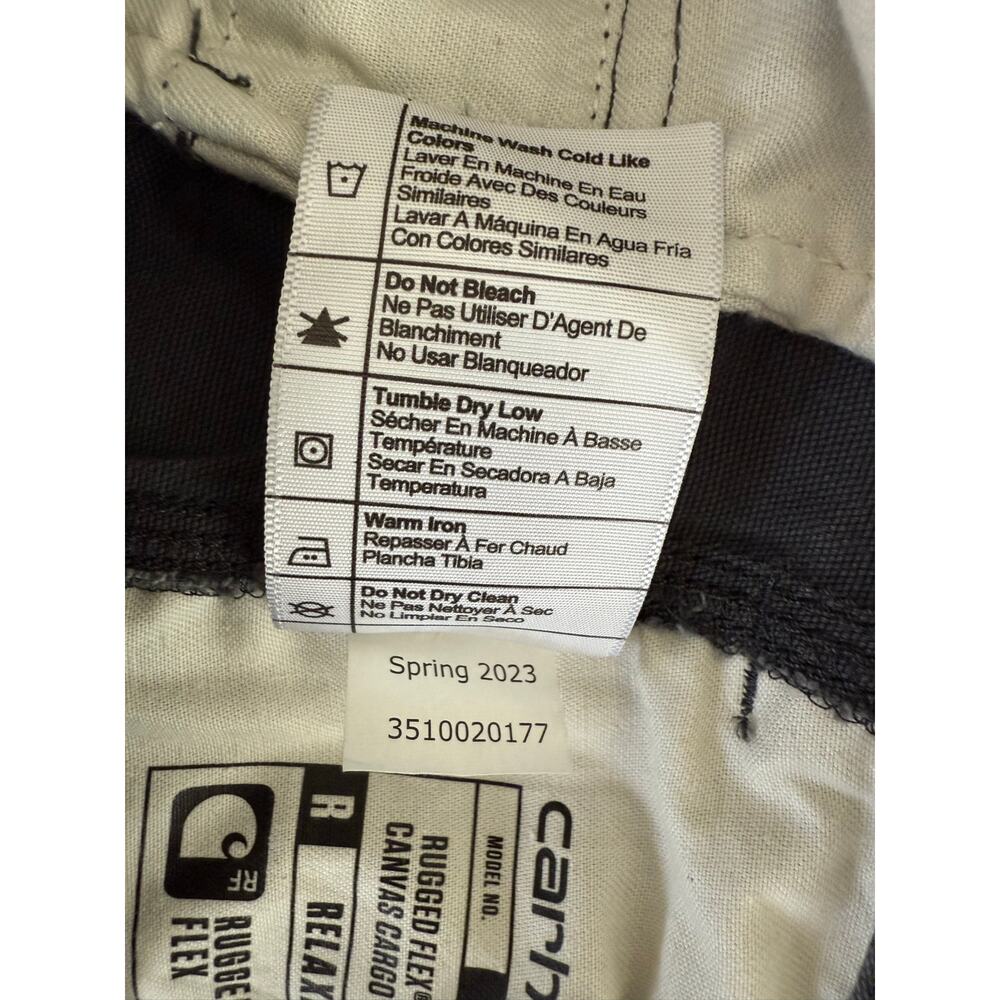 Machine Wash Cold Like
Colors
Laver En Machine En Eau
Froide Avec Des Couleurs
Similaires
Lavar A Máquina En Agua Fría
Con Colores Similares
Do Not Bleach
Ne Pas Utiliser D'Agent De
Blanchiment
No Usar Blanqueador
Tumble Dry Low
Sécher En Machine À Basse
Température
Secar En Secadora A Baja
Temperatura
Warm Iron
Repasser À Fer Chaud
Plancha Tibia
Do Not Dry Clean
Ne Pas Nettoyer À Sec
No Limpiar En Seco
Spring 2023
3510020177
carh
MODEL NO.
RUGGED FLEX®
CANVAS CARGO
R
RELAX
RF
RUGGE
FLEX